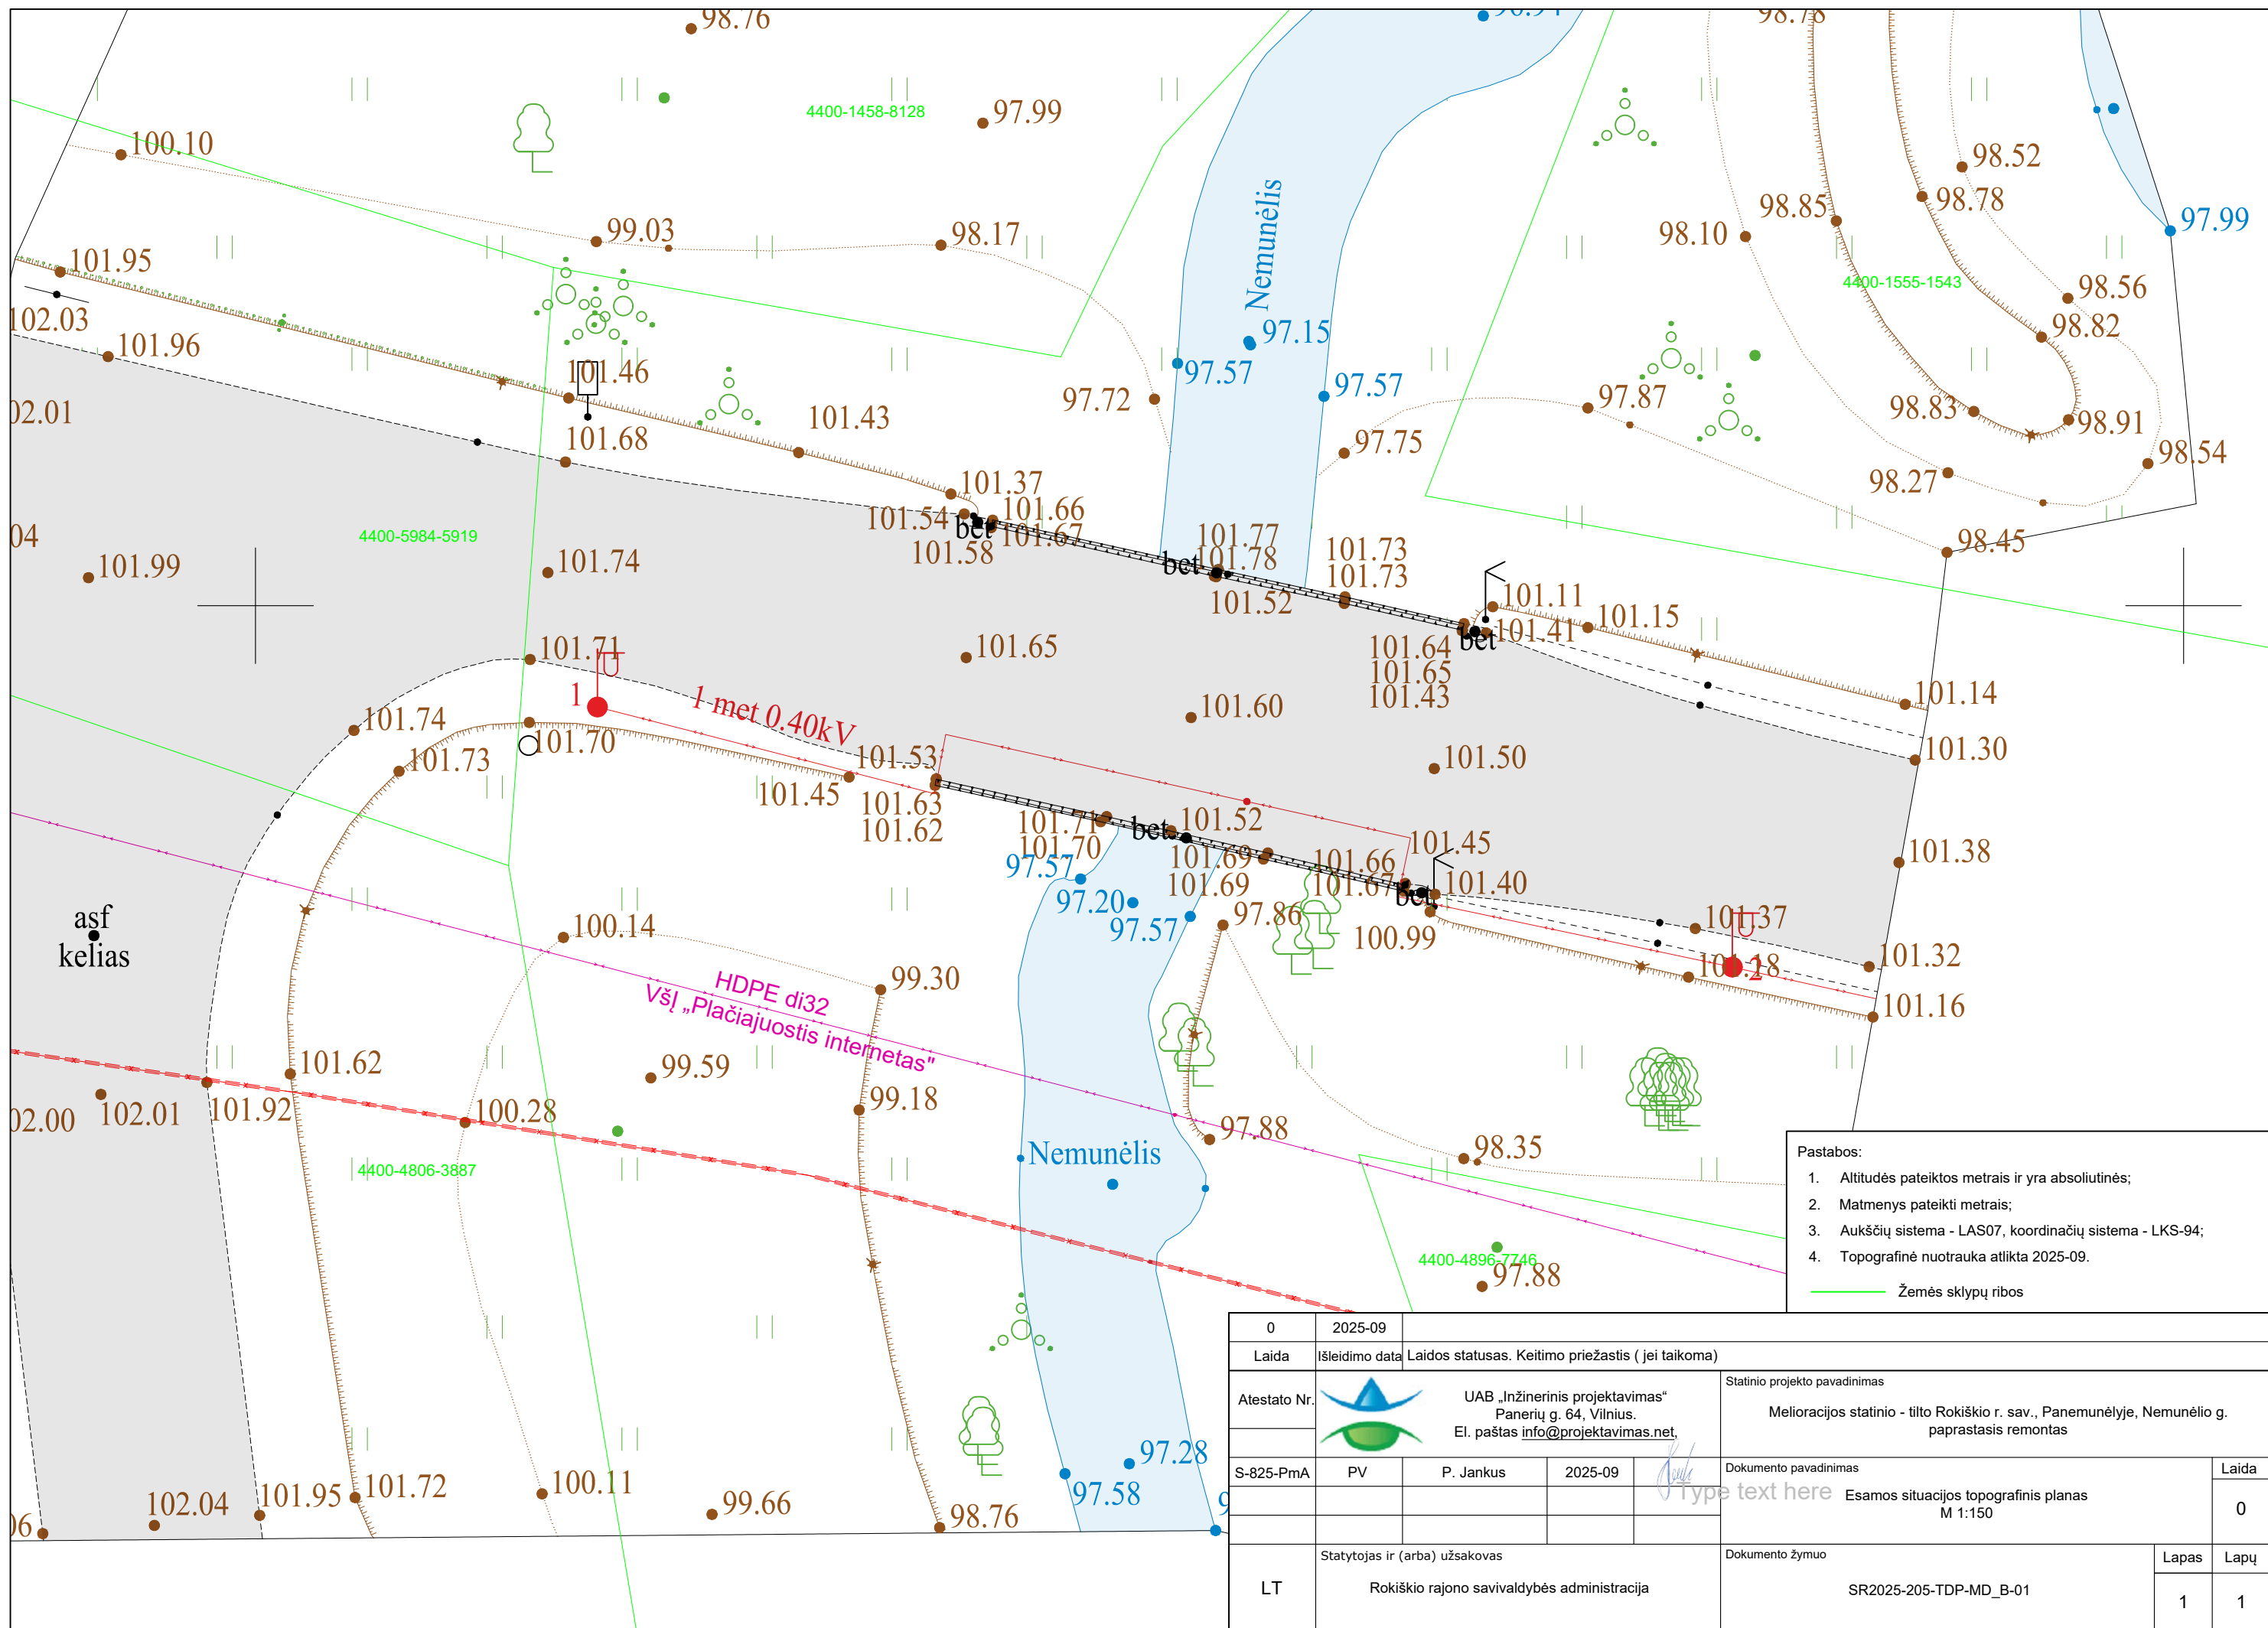 98.76
98.78
97.99
4400-1458-8128
100.10
98.52
98.78
98.85
97.99
98.10
99.03
98.17
Nemunėlis
101.95
4400-1555-1543
98.56
102.03
101.96
98.82
97.15
101.46
97.57
97.57
97.72
97.87
98.83
98.91
02.01
101.43
101.68
97.75
98.54
98.27
101.37
101.66
101.54
bet
101.67
101.58
04
4400-5984-5919
101.77
101.78
bet
101.73
101.73
98.45
101.99
101.74
101.52
101.11
101.15
101.41
bet
101.64
101.65
101.43
101.71
U
101.65
1
1 met 0.40kV
101.60
101.14
101.74
101.70
101.73
101.53
101.50
101.30
101.45
101.63
101.62
101.71
101.70
bet
101.52
101.45
101.69
101.69
101.66
101.67
bet
101.40
101.38
97.57
97.20
97.57
97.86
100.99
101.37
U
101.32
101.18
2
101.16
asf
kelias
100.14
99.30
HDPE di32
VšĮ „Plačiajuostis internetas"
101.62
99.59
99.18
02.00
102.01
101.92
100.28
97.88
Nemunėlis
98.35
4400-4806-3887
4400-4896-7746
97.88
97.28
97.58
06
102.04
101.95
101.72
100.11
99.66
98.76
Pastabos:
1. Altitudės pateiktos metrais ir yra absoliutinės;
2. Matmenys pateikti metrais;
3. Aukščių sistema - LAS07, koordinačių sistema - LKS-94;
4. Topografinė nuotrauka atlikta 2025-09.
Žemės sklypų ribos
0 2025-09
Laida Išleidimo data Laidos statusas. Keitimo priežastis ( jei taikoma)
Atestato Nr.
UAB „Inžinerinis projektavimas“
Panerių g. 64, Vilnius.
El. paštas info@projektavimas.net,
Statinio projekto pavadinimas
Melioracijos statinio - tilto Rokiškio r. sav., Panemunėlyje, Nemunėlio g.
paprastasis remontas
S-825-PmA PV P. Jankus 2025-09
Dokumento pavadinimas
Laida
Type text here
Esamos situacijos topografinis planas
M 1:150
0
LT
Statytojas ir (arba) užsakovas
Rokiškio rajono savivaldybės administracija
Dokumento žymuo
SR2025-205-TDP-MD_B-01
Lapas Lapų
1 1